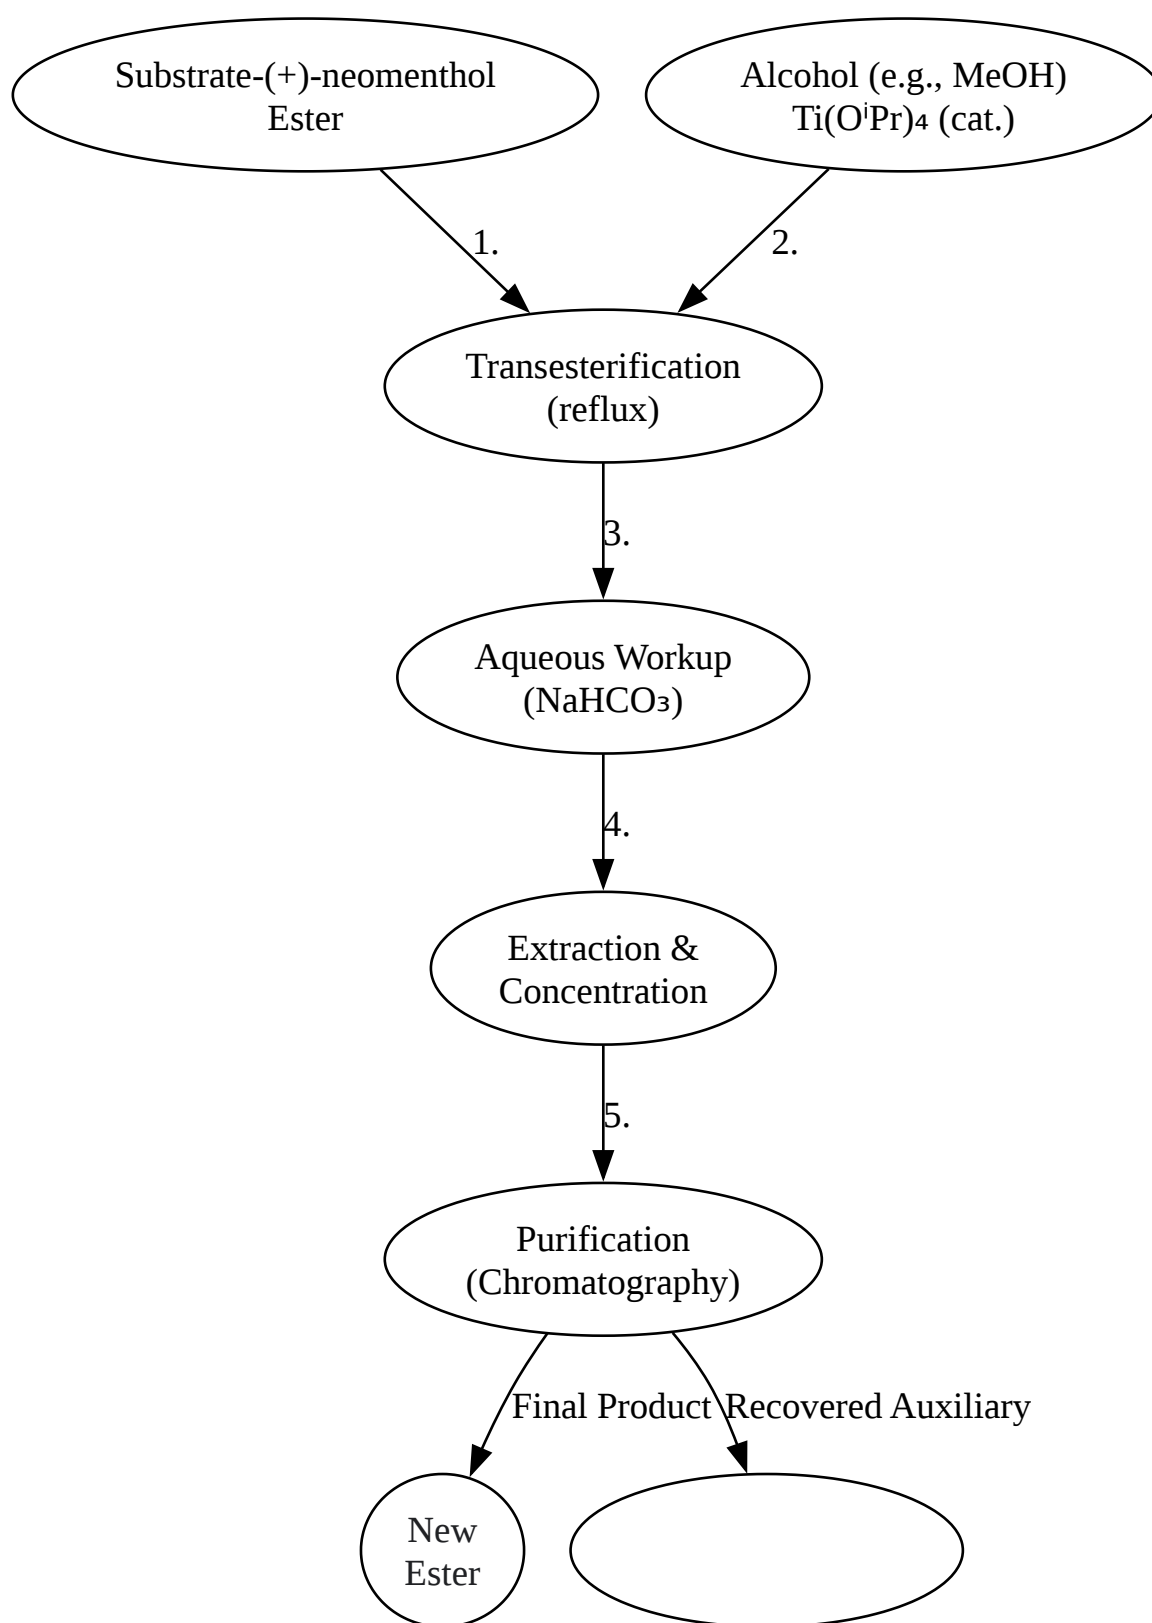 Substrate-(+)-neomenthol
Ester
Alcohol (e.g., MeOH)
Ti(OⁱPr)₄ (cat.)
1.
2.
Transesterification
(reflux)
3.
Aqueous Workup
(NaHCO₃)
4.
Extraction &
Concentration
5.
Purification
(Chromatography)
Final Product
Recovered Auxiliary
New
Ester